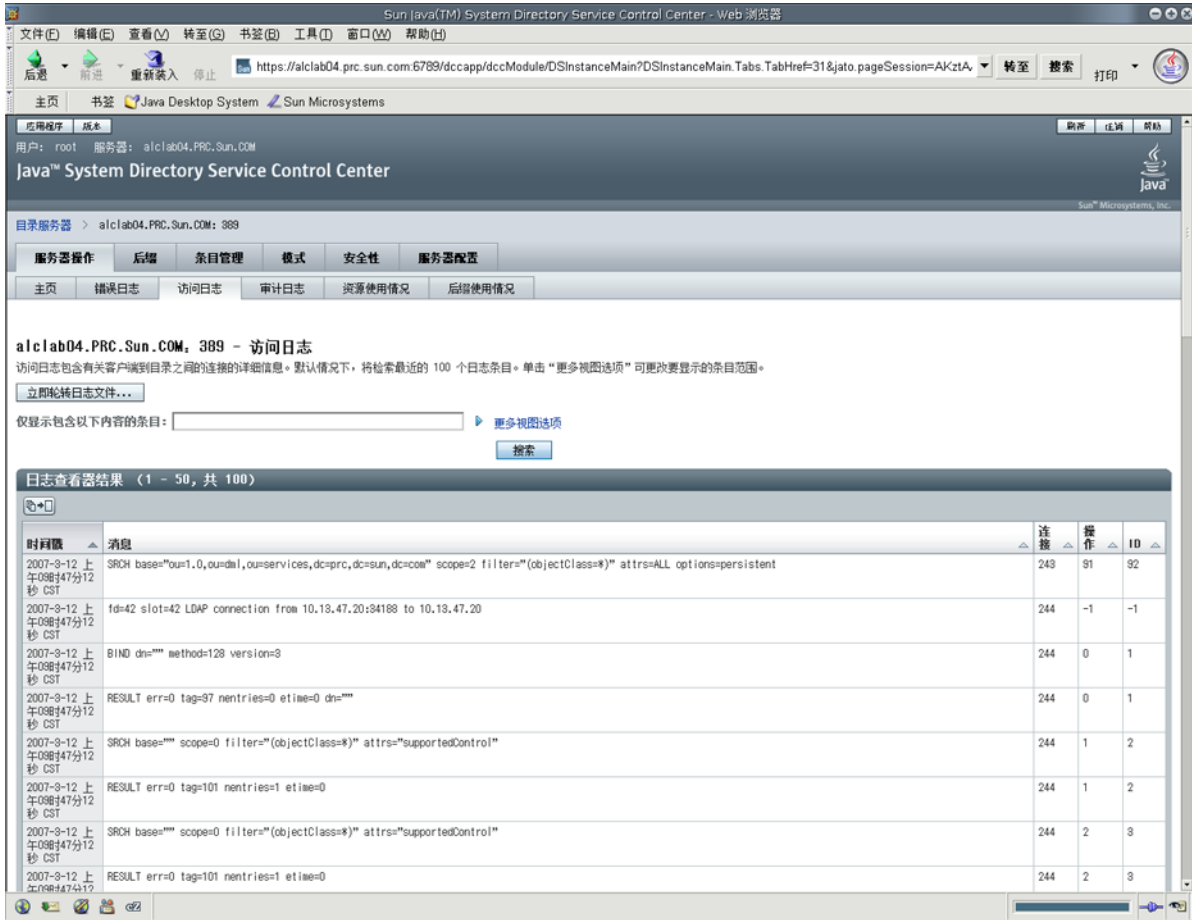 Sun Java(TM) System Directory Service Control Center - Web 浏览器
文件(F) 编辑(E) 查看(V) 转至(G) 书签(B) 工具(T) 窗口(W) 帮助(H)
后退 前进 重新装入 停止 https://alclab04.prc.sun.com:6789/dccapp/dccModule/DSInstanceMain?DSInstanceMain.Tabs.TabHref=31&jato.pageSession=AKztA 转至 搜索 打印
主页 书签 Java Desktop System Sun Microsystems
应用程序 版本 刷新 注销 帮助
用户: root 服务器: alclab04.PRC.Sun.COM
Java™ System Directory Service Control Center
Java™
Sun™ Microsystems, Inc.
目录服务器 > alclab04.PRC.Sun.COM: 389
服务器操作 后缀 条目管理 模式 安全性 服务器配置
主页 错误日志 访问日志 审计日志 资源使用情况 后缀使用情况
alclab04.PRC.Sun.COM: 389 - 访问日志
访问日志包含有关客户端到目录之间的连接的详细信息。默认情况下，将检索最近的 100 个日志条目。单击“更多视图选项”可更改要显示的条目范围。
立即轮转日志文件...
仅显示包含以下内容的条目: 更多视图选项
搜索
日志查看器结果 (1 - 50, 共 100)
时间戳 消息 连接 操作 ID
2007-3-12 上午09时47分12秒 CST SRCH base="ou=1.0,ou=dml,ou=services,dc=prc,dc=sun,dc=com" scope=2 filter="(objectClass=*)" attrs=ALL options=persistent 243 91 92
2007-3-12 上午09时47分12秒 CST fd=42 slot=42 LDAP connection from 10.13.47.20:34188 to 10.13.47.20 244 -1 -1
2007-3-12 上午09时47分12秒 CST BIND dn="" method=128 version=3 244 0 1
2007-3-12 上午09时47分12秒 CST RESULT err=0 tag=97 nentries=0 etime=0 dn="" 244 0 1
2007-3-12 上午09时47分12秒 CST SRCH base="" scope=0 filter="(objectClass=*)" attrs="supportedControl" 244 1 2
2007-3-12 上午09时47分12秒 CST RESULT err=0 tag=101 nentries=1 etime=0 244 1 2
2007-3-12 上午09时47分12秒 CST SRCH base="" scope=0 filter="(objectClass=*)" attrs="supportedControl" 244 2 3
2007-3-12 上午09时47分12 RESULT err=0 tag=101 nentries=1 etime=0 244 2 3